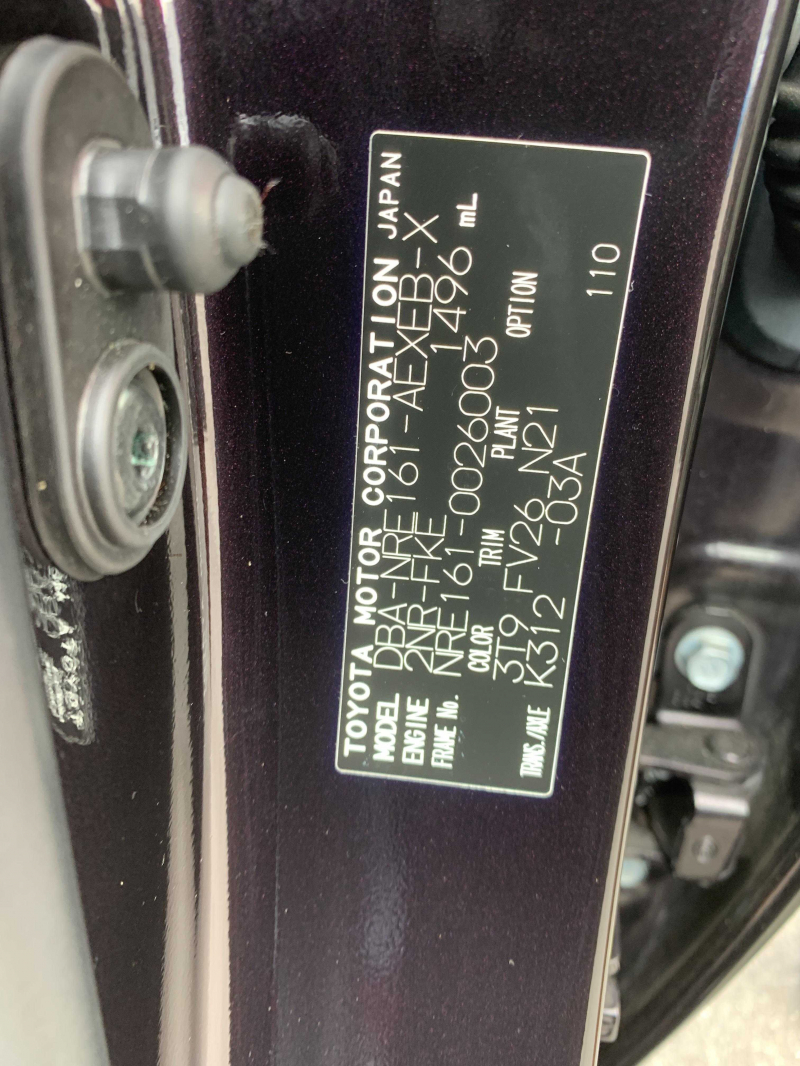 TOYOTA MOTOR CORPORATION JAPAN
MODEL DBA-NRE161-AEXEB-X
ENGINE 2NR-FKE 1496 mL
FRAME No. NRE161-0026003
COLOR TRIM PLANT OPTION
3T9 FV26 N21
TRANS./AXLE K312 -03A
110